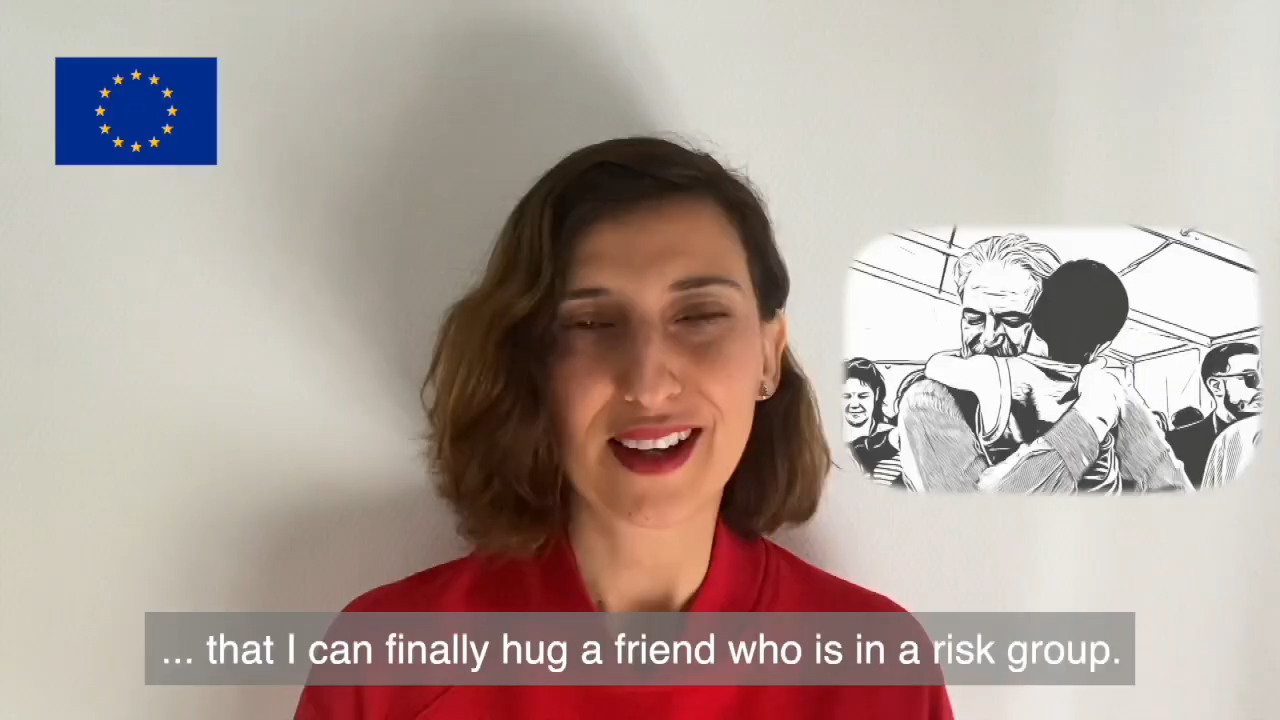 ... that I can finally hug a friend who is in a risk group.